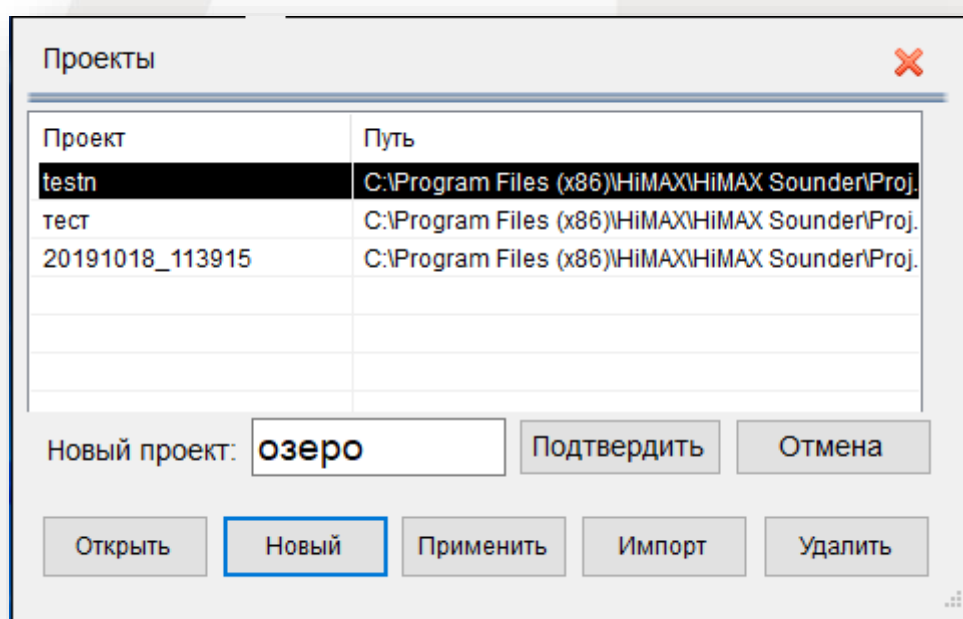 Проекты
Проект Путь
testn C:\Program Files (x86)\HiMAX\HiMAX Sounder\Proj.
тест C:\Program Files (x86)\HiMAX\HiMAX Sounder\Proj.
20191018_113915 C:\Program Files (x86)\HiMAX\HiMAX Sounder\Proj.
Новый проект: озеро Подтвердить Отмена
Открыть Новый Применить Импорт Удалить